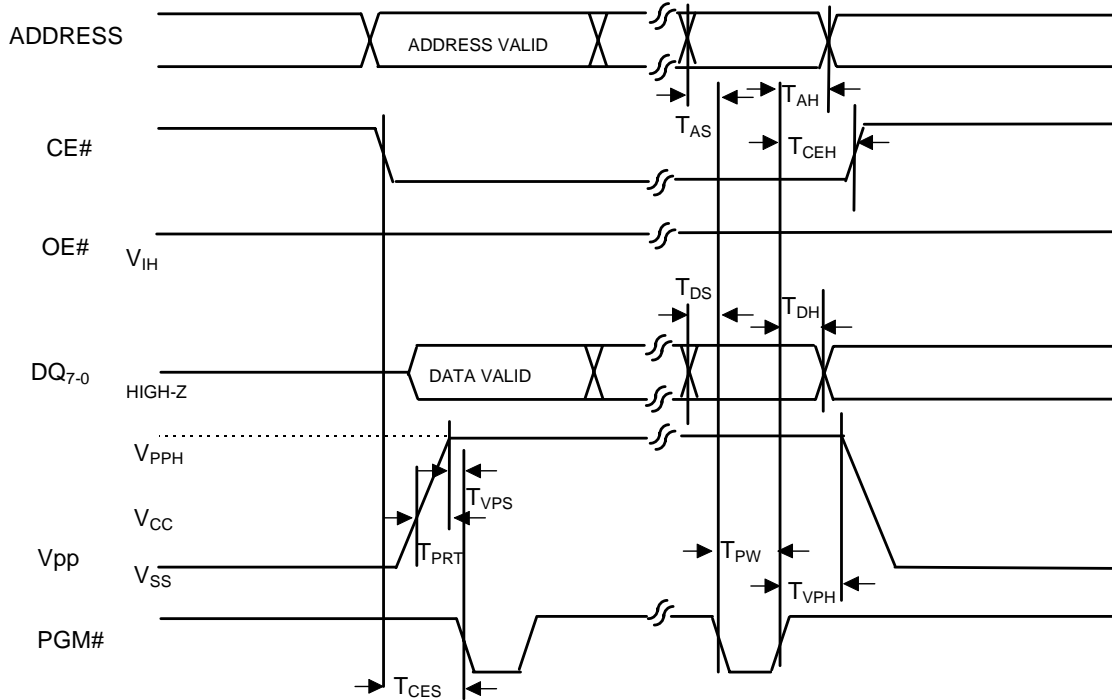 ADDRESS
ADDRESS VALID
T_AH
T_AS
CE#
T_CEH
OE#
V_IH
T_DS
T_DH
DQ_7-0
HIGH-Z
DATA VALID
V_PPH
T_VPS
V_CC
Vpp
T_PRT
T_PW
V_SS
T_VPH
PGM#
T_CES